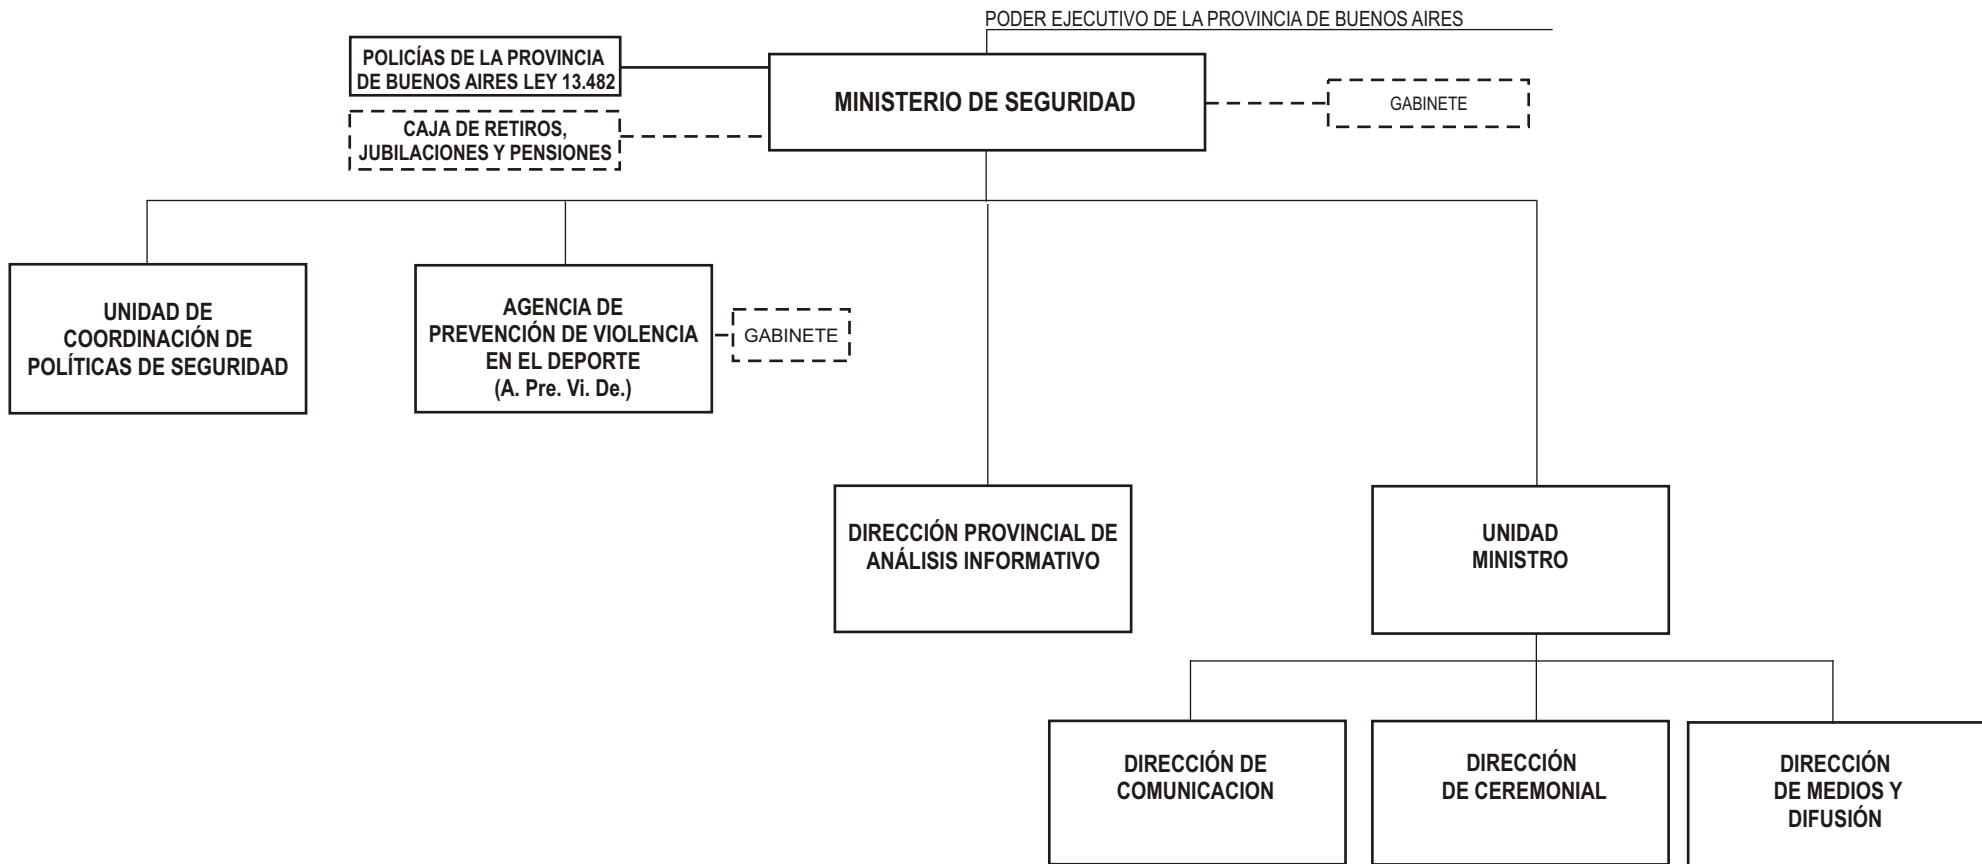 PODER EJECUTIVO DE LA PROVINCIA DE BUENOS AIRES
POLICÍAS DE LA PROVINCIA
DE BUENOS AIRES LEY 13.482
MINISTERIO DE SEGURIDAD
GABINETE
CAJA DE RETIROS,
JUBILACIONES Y PENSIONES
UNIDAD DE
COORDINACIÓN DE
POLÍTICAS DE SEGURIDAD
AGENCIA DE
PREVENCIÓN DE VIOLENCIA
EN EL DEPORTE
(A. Pre. Vi. De.)
GABINETE
DIRECCIÓN PROVINCIAL DE
ANÁLISIS INFORMATIVO
UNIDAD
MINISTRO
DIRECCIÓN DE
COMUNICACION
DIRECCIÓN
DE CEREMONIAL
DIRECCIÓN
DE MEDIOS Y
DIFUSIÓN